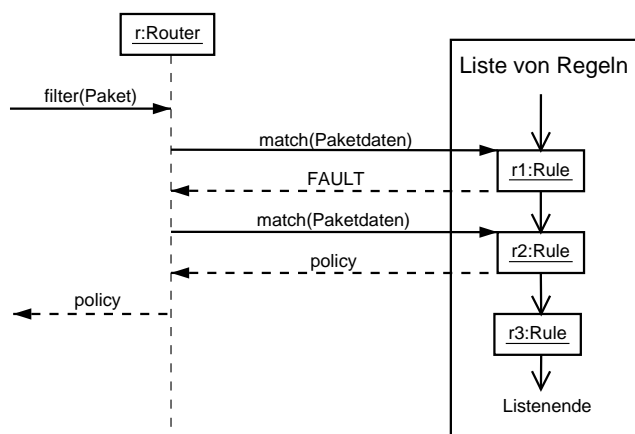 r:Router
Liste von Regeln
filter(Paket)
match(Paketdaten)
r1:Rule
FAULT
match(Paketdaten)
r2:Rule
policy
policy
r3:Rule
Listenende